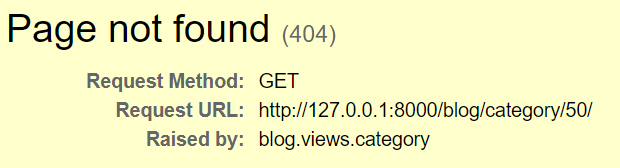 Page not found (404)
Request Method: GET
Request URL: http://127.0.0.1:8000/blog/category/50/
Raised by: blog.views.category